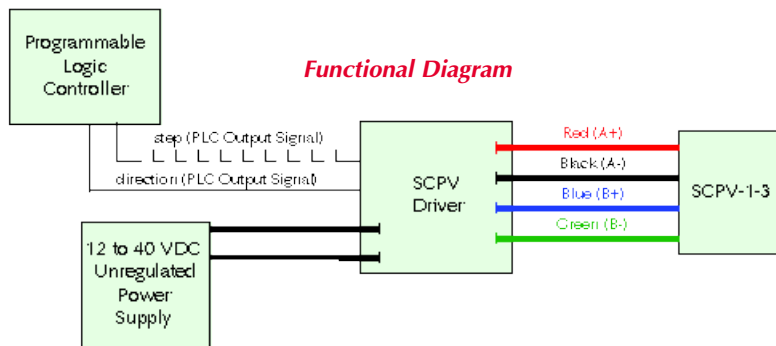 Programmable
Logic
Controller
Functional Diagram
step (PLC Output Signal)
direction (PLC Output Signal)
SCPV
Driver
Red (A+)
Black (A-)
Blue (B+)
Green (B-)
SCPV-1-3
12 to 40 VDC
Unregulated
Power
Supply